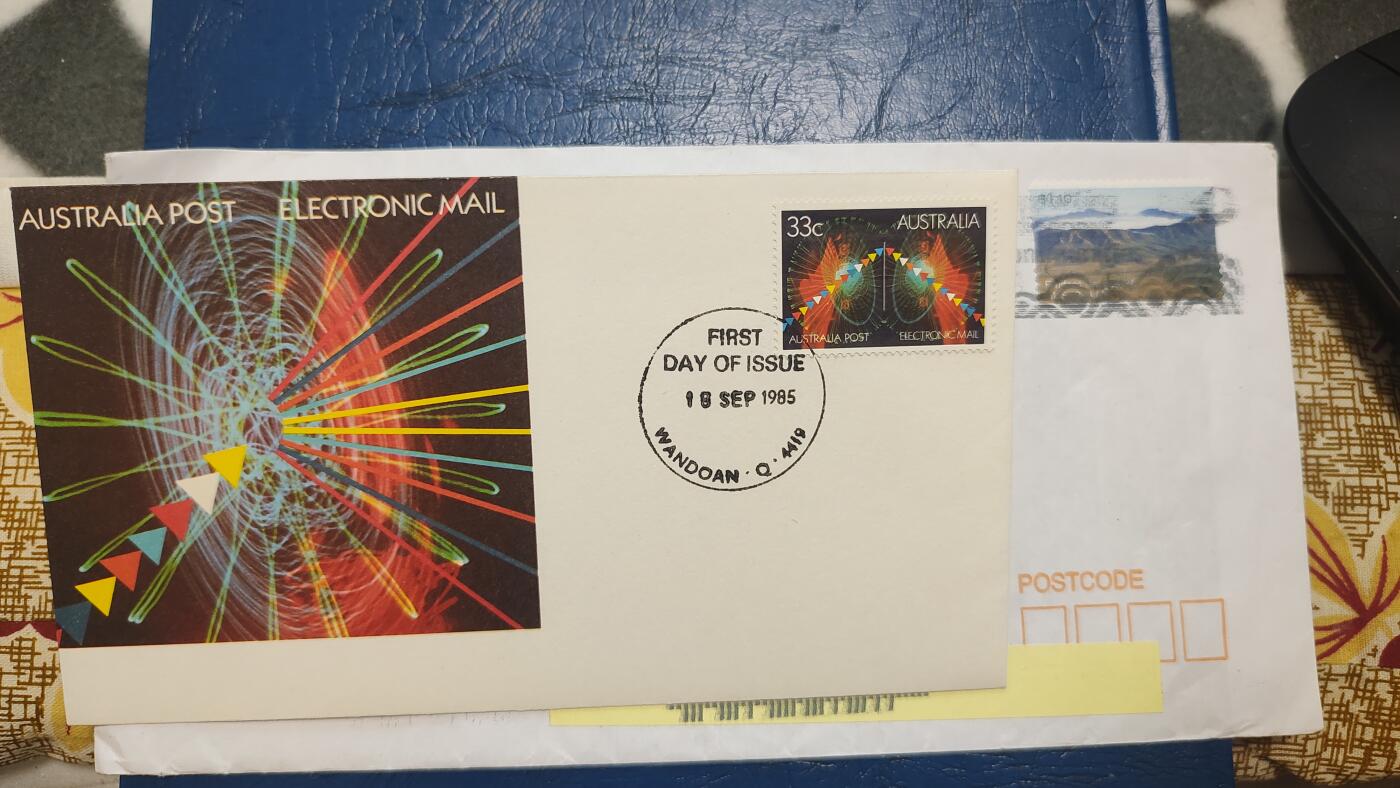 AUSTRALIA POST ELECTRONIC MAIL
33c AUSTRALIA
AUSTRALIA POST ELECTRONIC MAIL
FIRST
DAY OF ISSUE
18 SEP 1985
WANDOAN · Q · 4419
POSTCODE